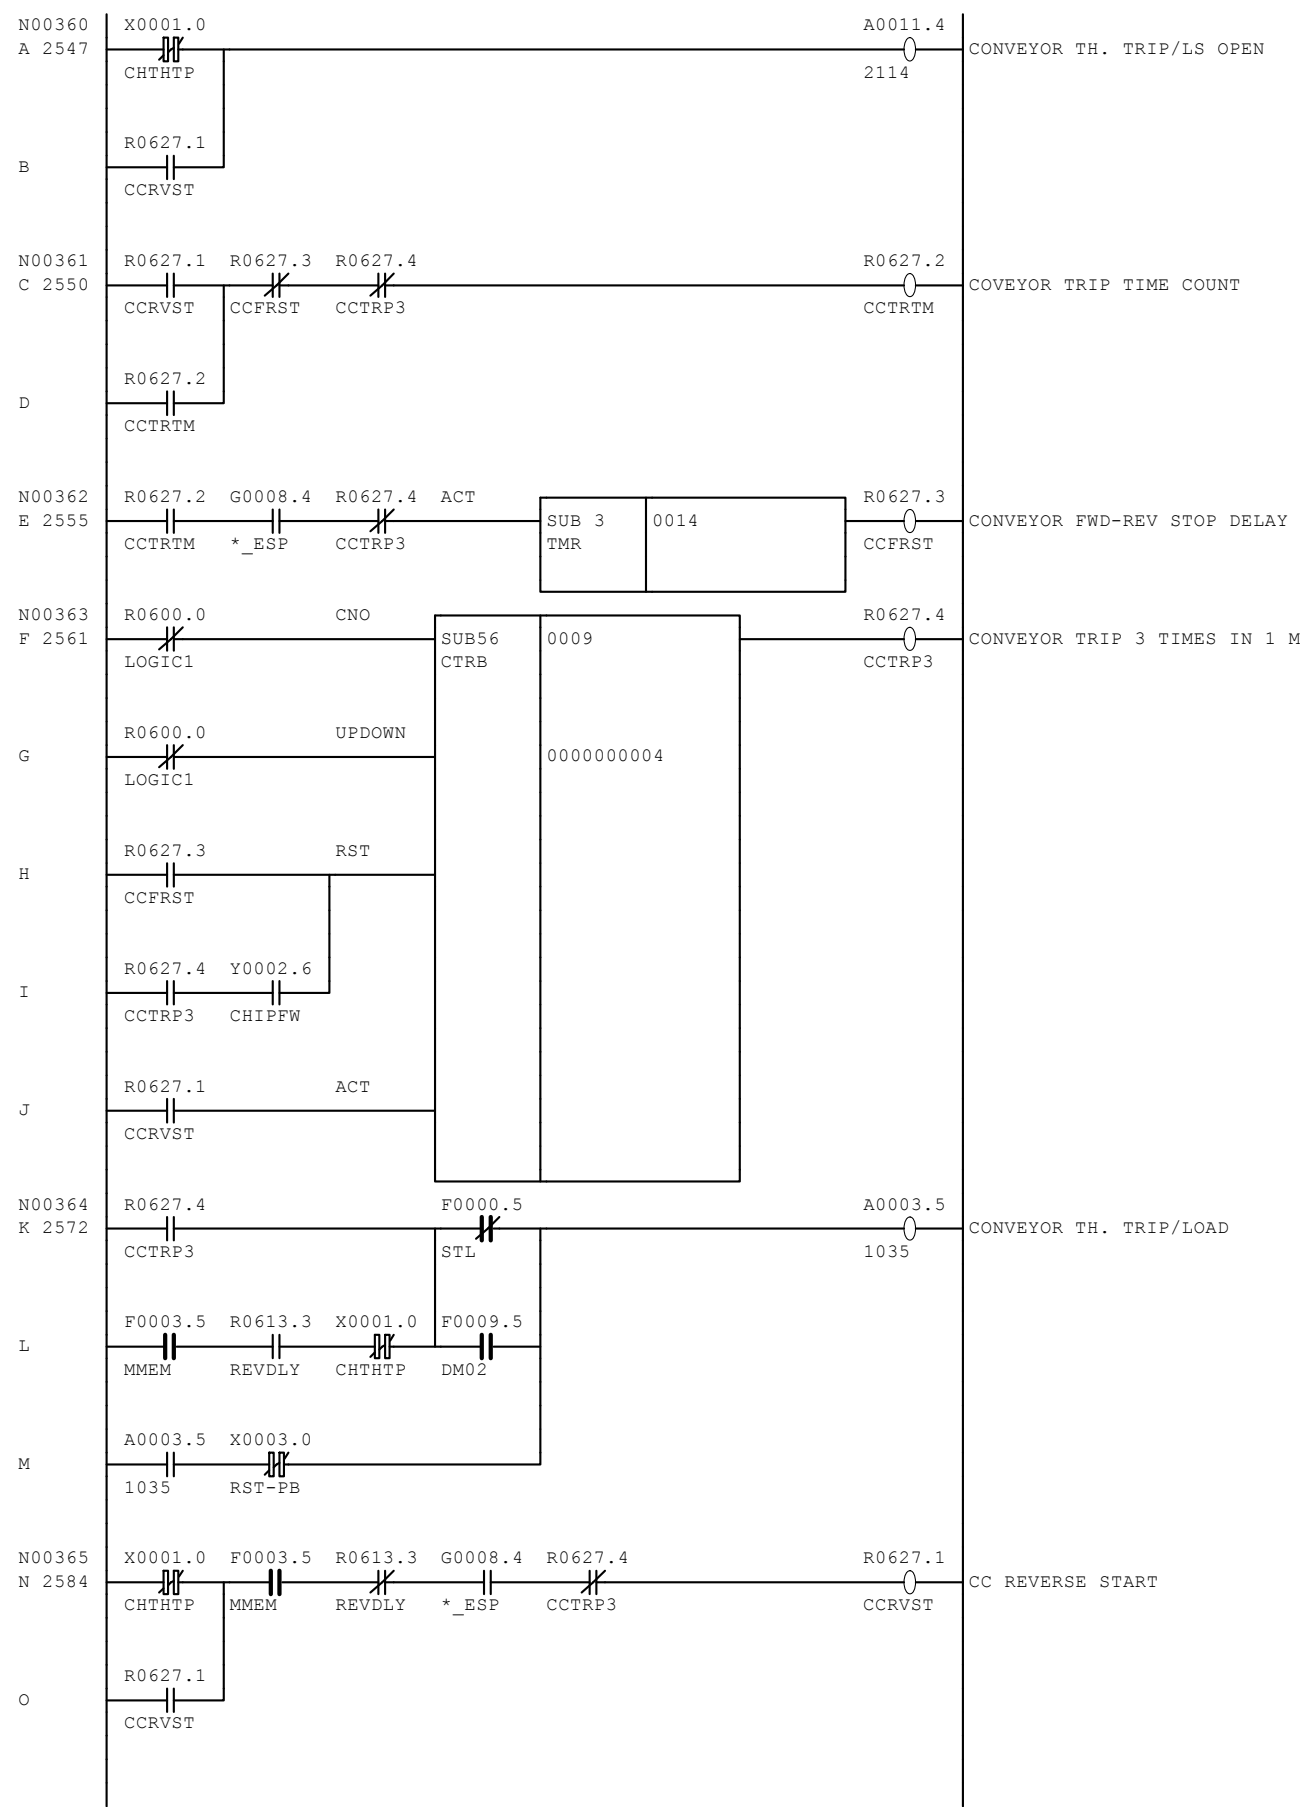 N00360 X0001.0 A0011.4
A 2547 CONVEYOR TH. TRIP/LS OPEN
CHTHTP 2114
R0627.1
B
CCRVST
N00361 R0627.1 R0627.3 R0627.4 R0627.2
C 2550 COVEYOR TRIP TIME COUNT
CCRVST CCFRST CCTRP3 CCTRTM
R0627.2
D
CCTRTM
N00362 R0627.2 G0008.4 R0627.4 ACT R0627.3
E 2555 SUB 3 0014 CONVEYOR FWD-REV STOP DELAY
CCTRTM *_ESP CCTRP3 TMR CCFRST
N00363 R0600.0 CNO R0627.4
F 2561 SUB56 0009 CONVEYOR TRIP 3 TIMES IN 1 M
LOGIC1 CTRB CCTRP3
R0600.0 UPDOWN
G 0000000004
LOGIC1
R0627.3 RST
H
CCFRST
R0627.4 Y0002.6
I
CCTRP3 CHIPFW
R0627.1 ACT
J
CCRVST
N00364 R0627.4 F0000.5 A0003.5
K 2572 CONVEYOR TH. TRIP/LOAD
CCTRP3 STL 1035
F0003.5 R0613.3 X0001.0 F0009.5
L
MMEM REVDLY CHTHTP DM02
A0003.5 X0003.0
M
1035 RST-PB
N00365 X0001.0 F0003.5 R0613.3 G0008.4 R0627.4 R0627.1
N 2584 CC REVERSE START
CHTHTP MMEM REVDLY *_ESP CCTRP3 CCRVST
R0627.1
O
CCRVST